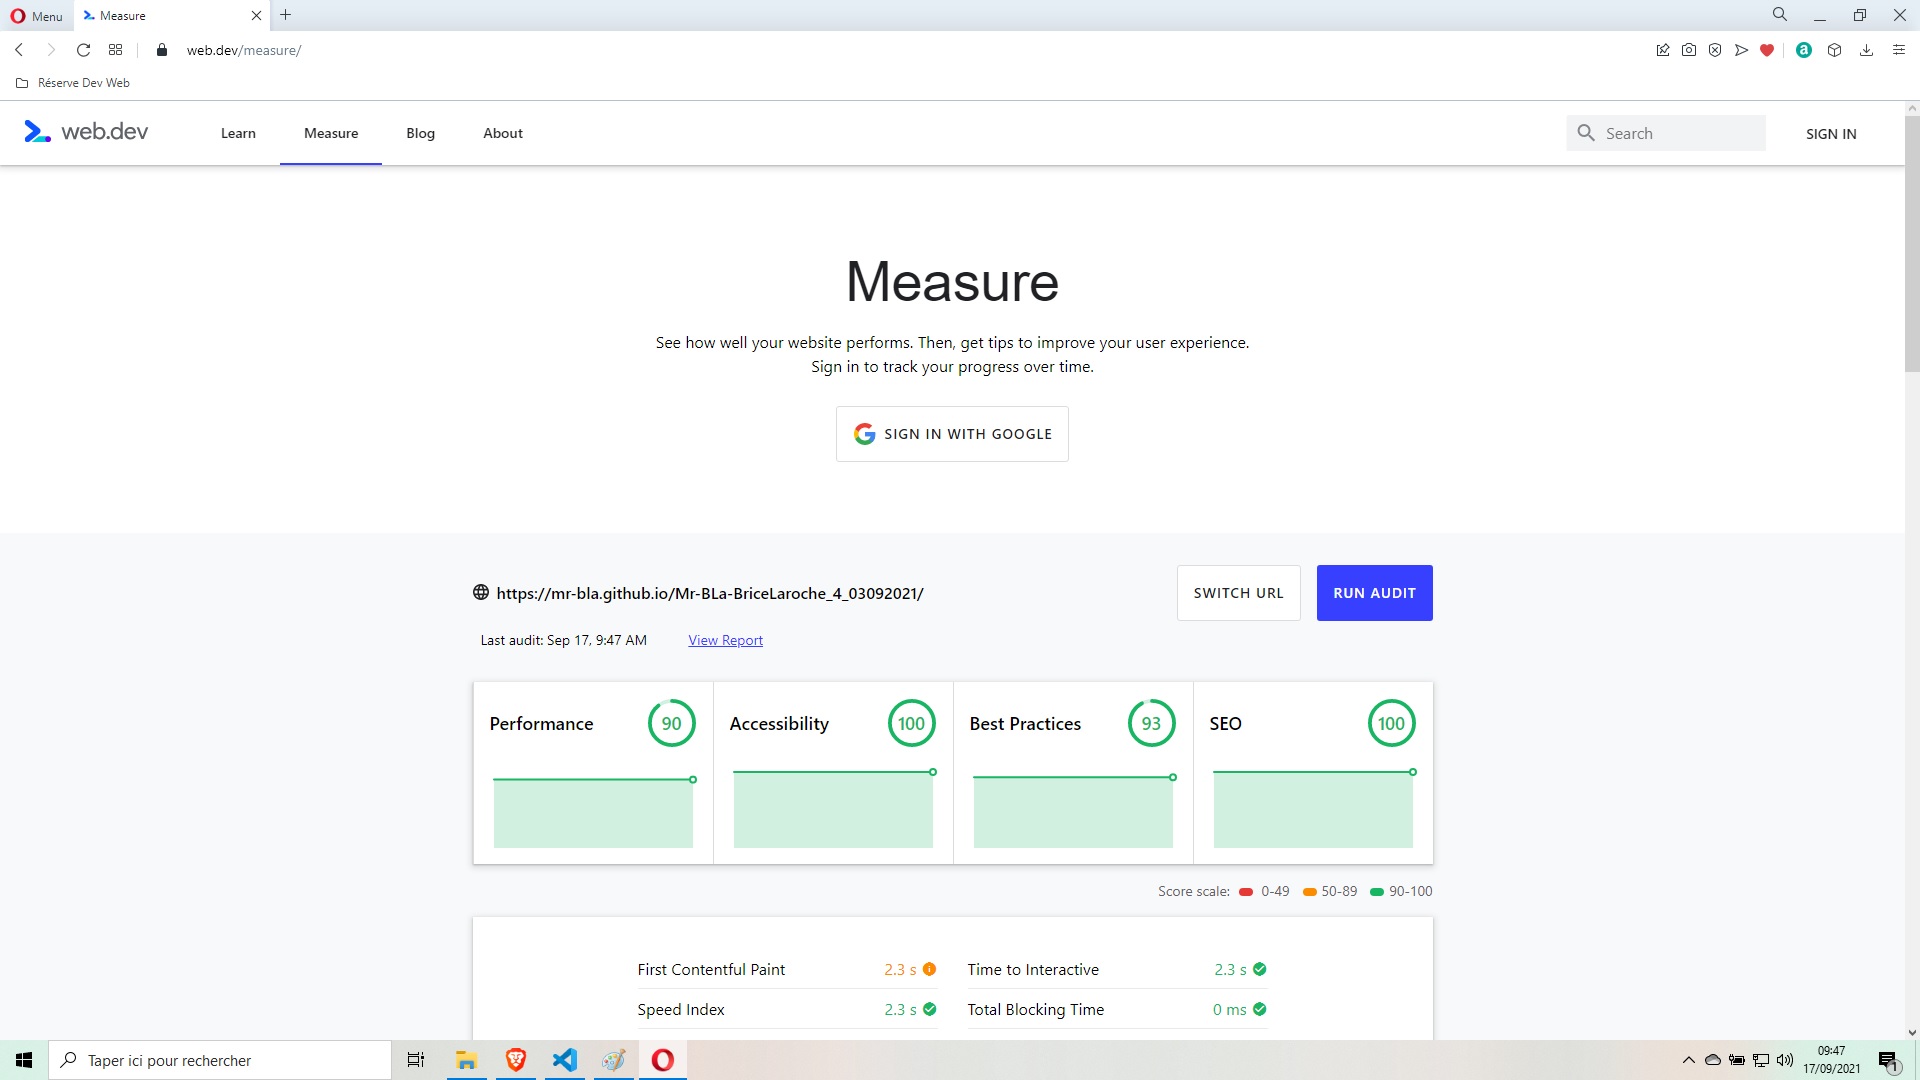 Menu
Measure
web.dev/measure/
Réserve Dev Web
web.dev
Learn
Measure
Blog
About
Search
SIGN IN
Measure
See how well your website performs. Then, get tips to improve your user experience.
Sign in to track your progress over time.
SIGN IN WITH GOOGLE
https://mr-bla.github.io/Mr-BLa-BriceLaroche_4_03092021/
SWITCH URL
RUN AUDIT
Last audit: Sep 17, 9:47 AM
View Report
Performance 90
Accessibility 100
Best Practices 93
SEO 100
Score scale: 0-49 50-89 90-100
First Contentful Paint 2.3 s
Time to Interactive 2.3 s
Speed Index 2.3 s
Total Blocking Time 0 ms
Taper ici pour rechercher
09:47
17/09/2021
1